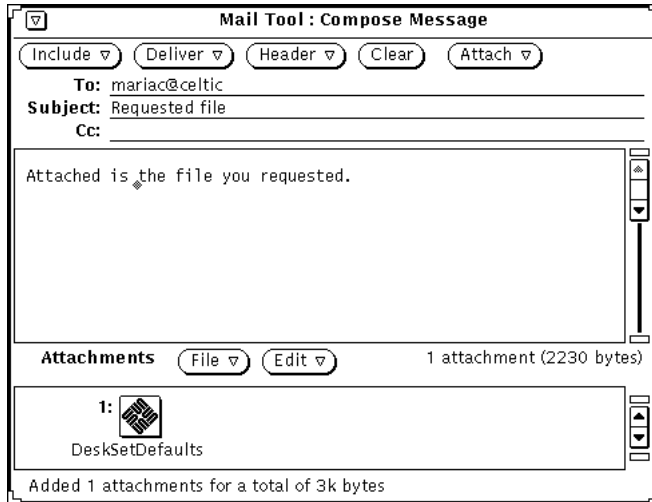 Mail Tool : Compose Message
Include Deliver Header Clear Attach
To: mariac@celtic
Subject: Requested file
Cc:
Attached is the file you requested.
Attachments File Edit 1 attachment (2230 bytes)
1:
DeskSetDefaults
Added 1 attachments for a total of 3k bytes